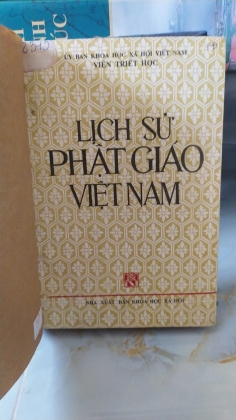 ỦY BAN KHOA HỌC XÃ HỘI VIỆT NAM
VIỆN TRIẾT HỌC
LỊCH SỬ
PHẬT GIÁO
VIỆT NAM
NHÀ XUẤT BẢN KHOA HỌC XÃ HỘI